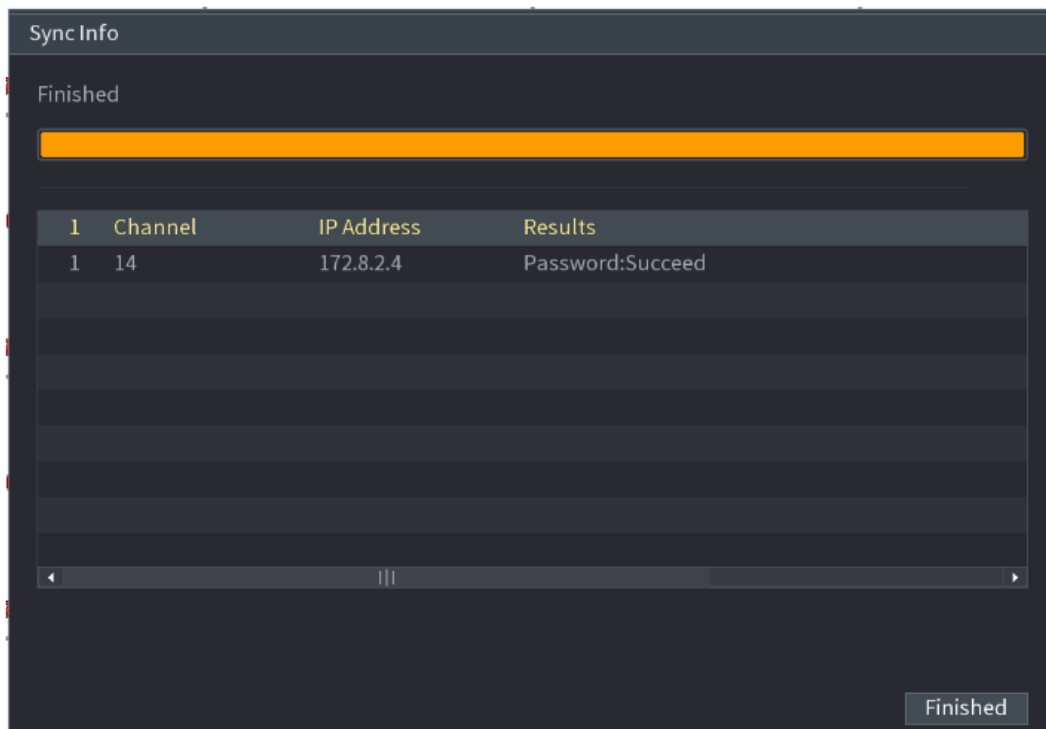 Sync Info
Finished
1 Channel IP Address Results
1 14 172.8.2.4 Password:Succeed
Finished